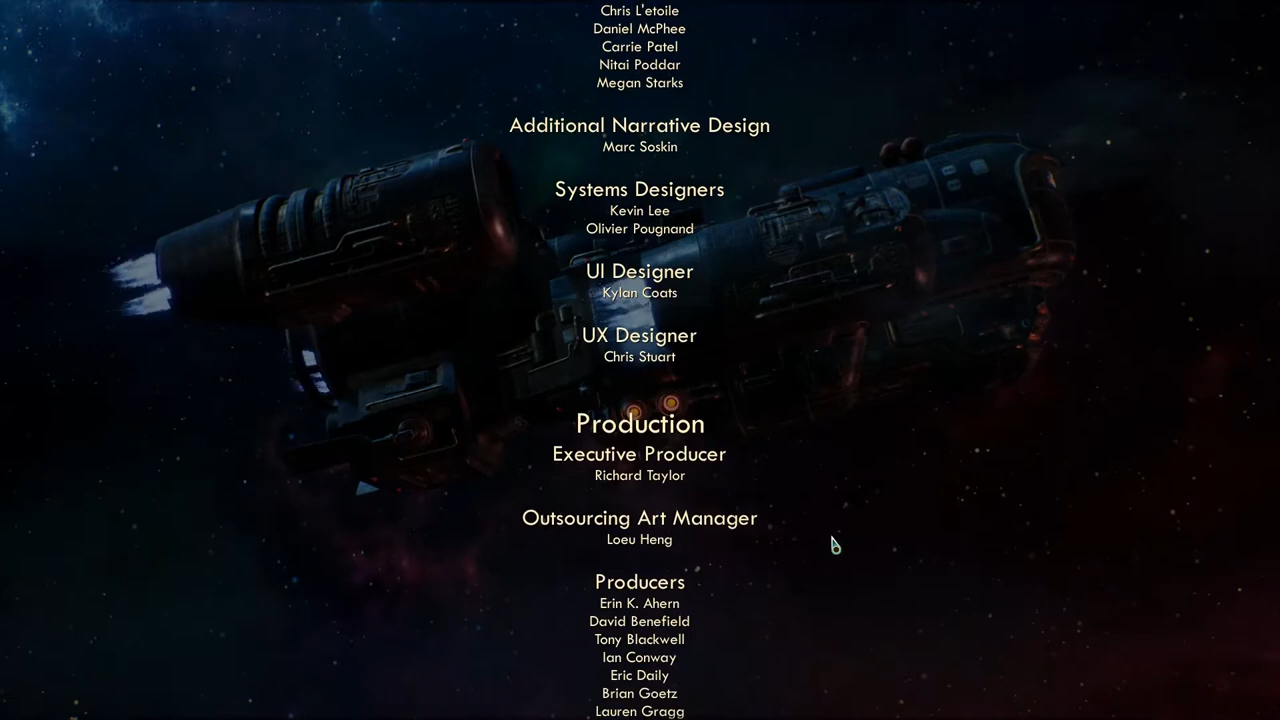 Chris L'etoile
Daniel McPhee
Carrie Patel
Nitai Poddar
Megan Starks
Additional Narrative Design
Marc Soskin
Systems Designers
Kevin Lee
Olivier Pougnand
UI Designer
Kylan Coats
UX Designer
Chris Stuart
Production
Executive Producer
Richard Taylor
Outsourcing Art Manager
Loeu Heng
Producers
Erin K. Ahern
David Benefield
Tony Blackwell
Ian Conway
Eric Daily
Brian Goetz
Lauren Gragg